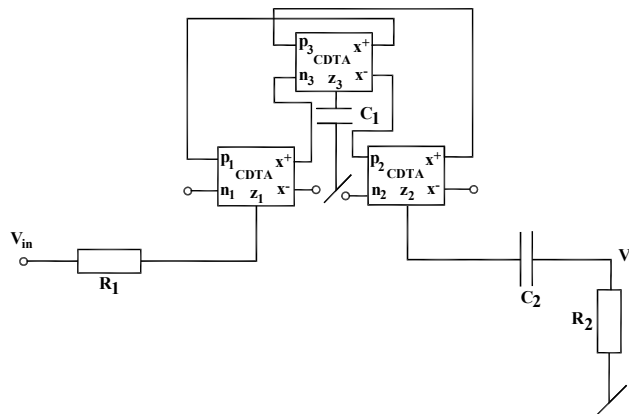 p3 x+
CDTA
n3 x-
z3
C1
p1 x+
CDTA
n1 x-
z1
p2 x+
CDTA
n2 x-
z2
Vin
R1
C2
V
R2